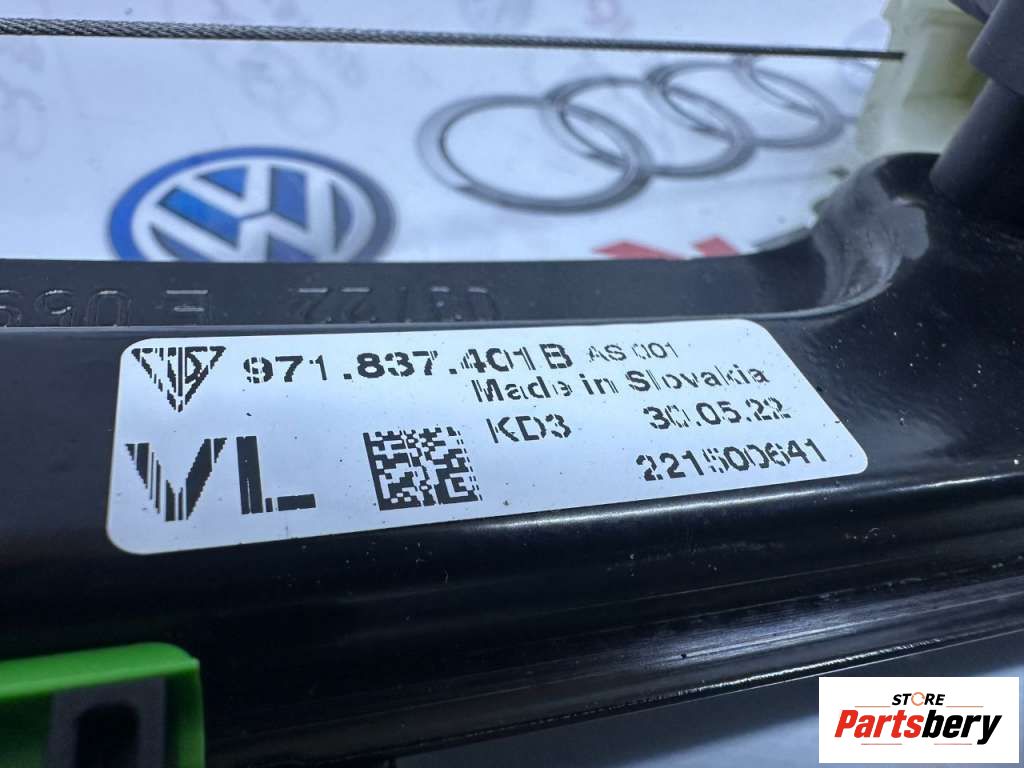 971.837.401B AS 001
Made in Slovakia
KD3 30.05.22
VL
221500641
STORE
Partsbery